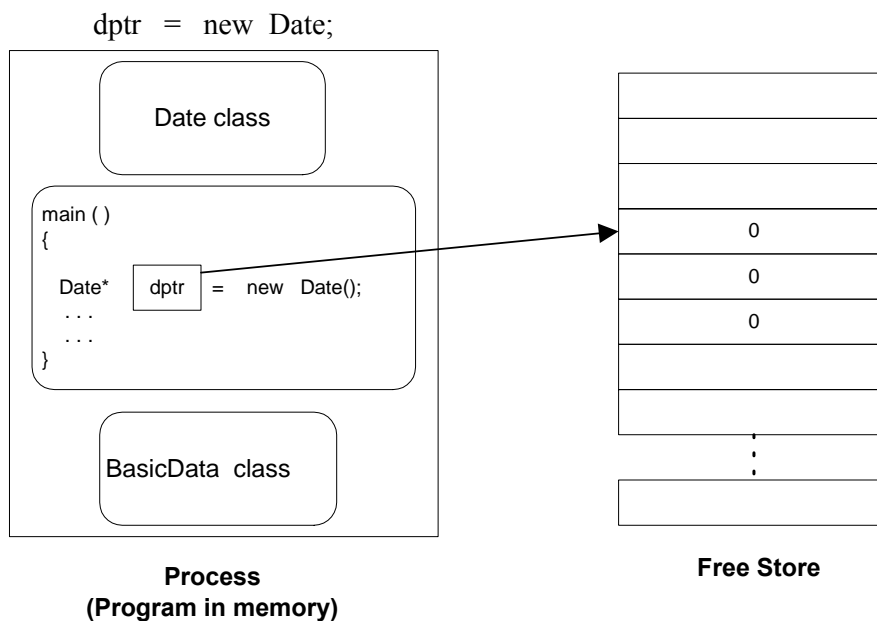 dptr = new Date;
Date class
main ( )
{
Date* dptr = new Date();
. . .
. . .
}
BasicData class
Process
(Program in memory)
0
0
0
Free Store